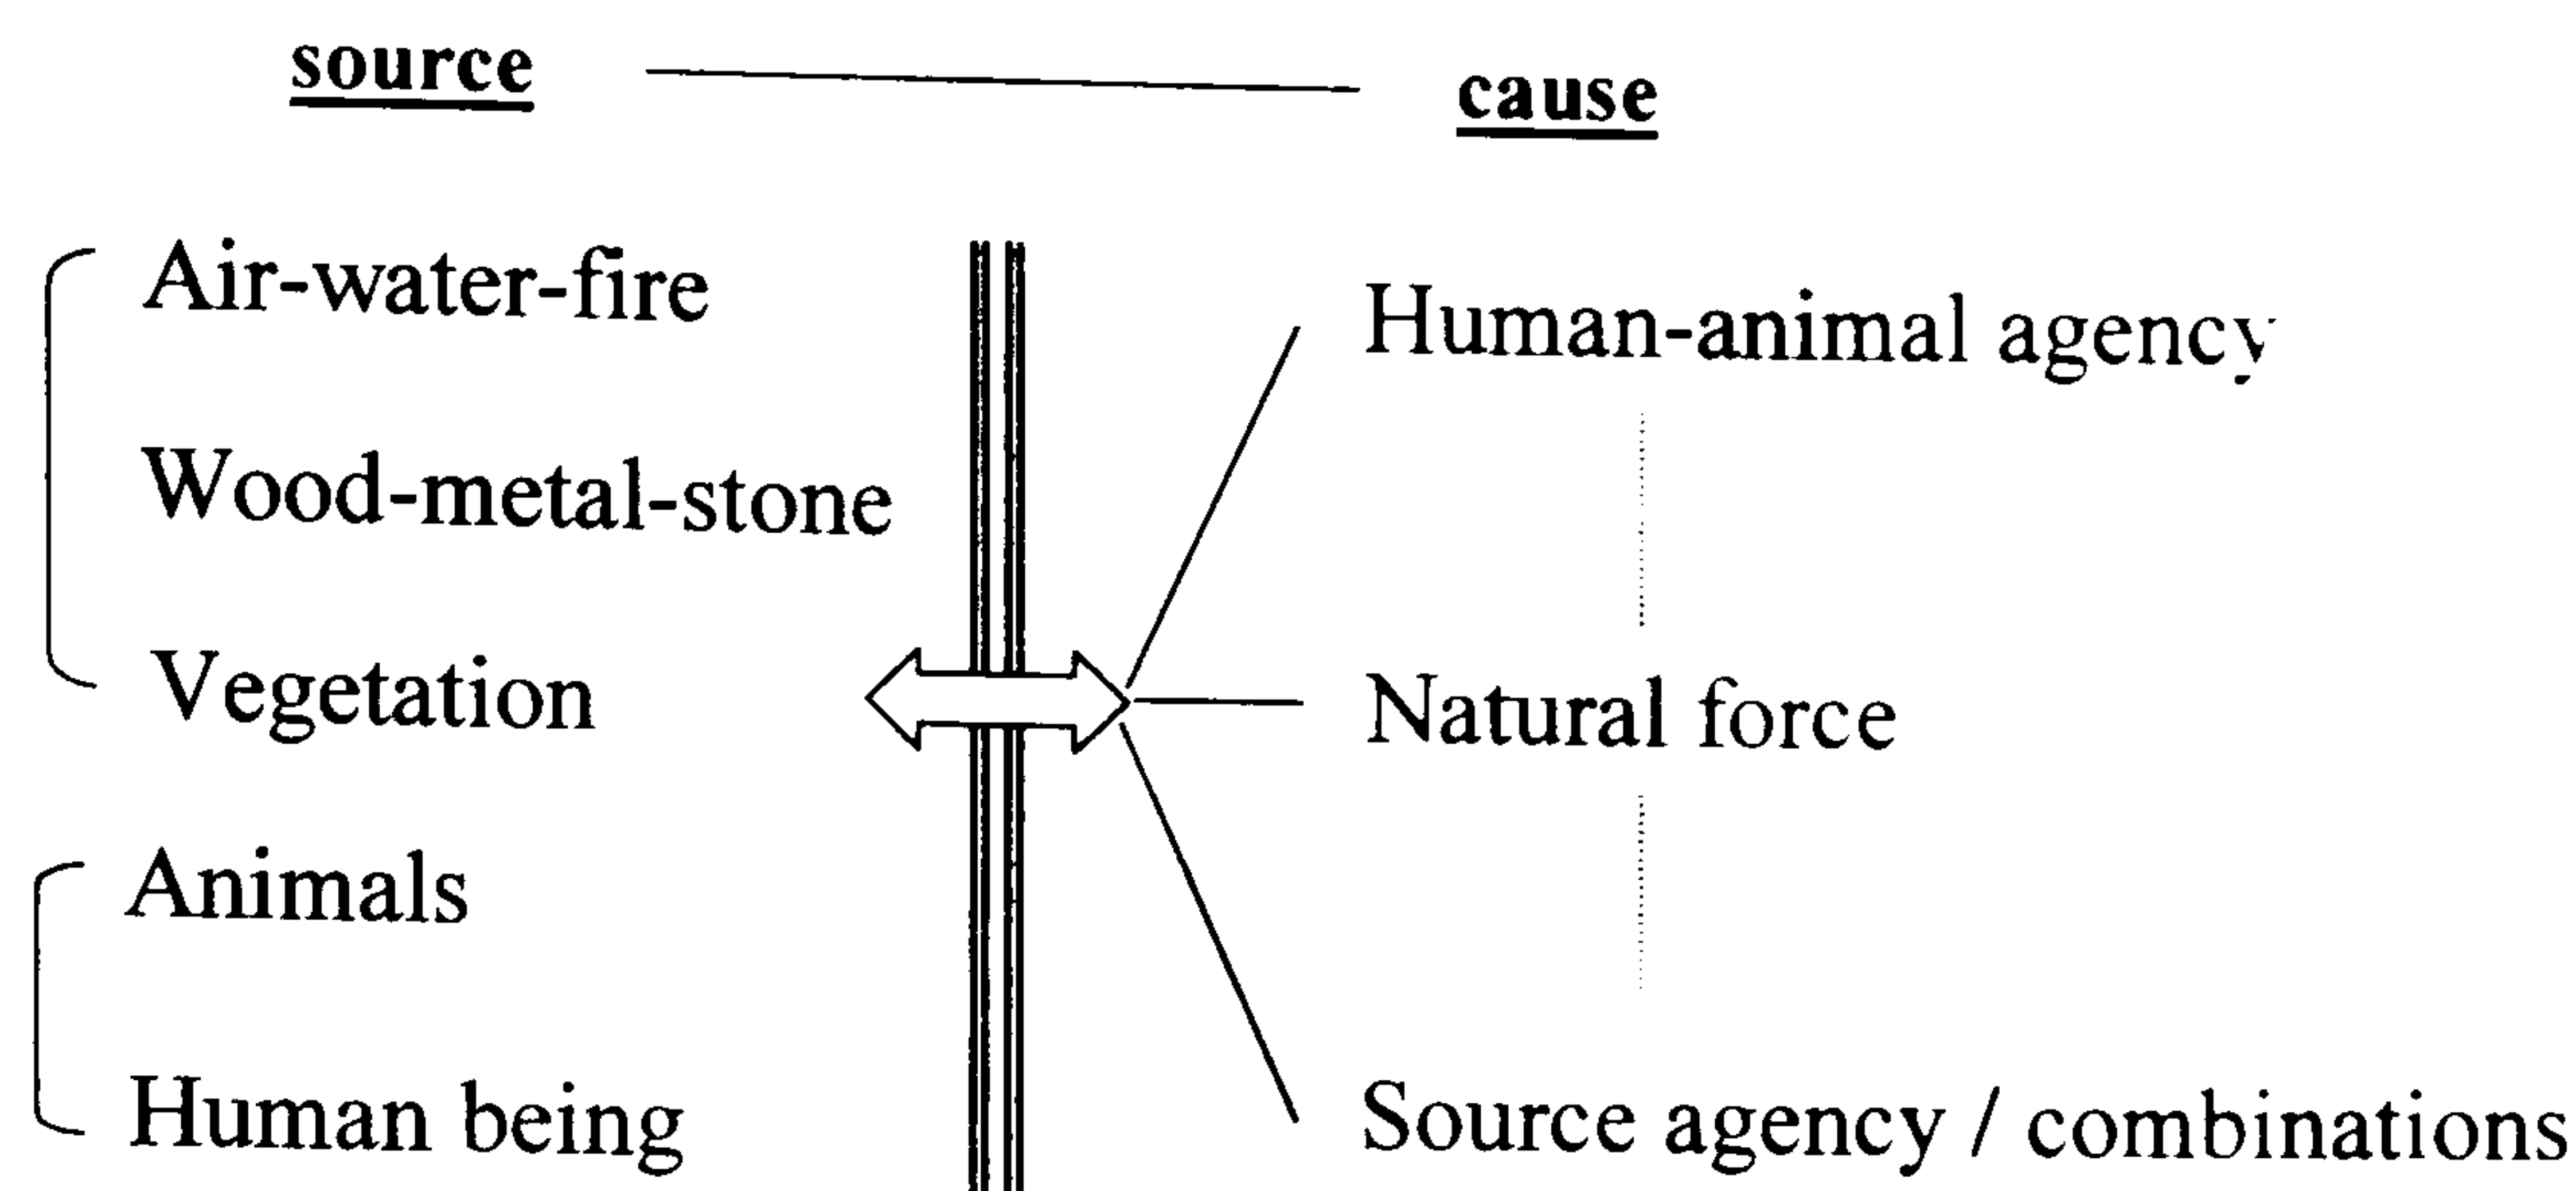 source
cause
Air-water-fire
Wood-metal-stone
Vegetation
Animals
Human being
Human-animal agency
Natural force
Source agency / combinations